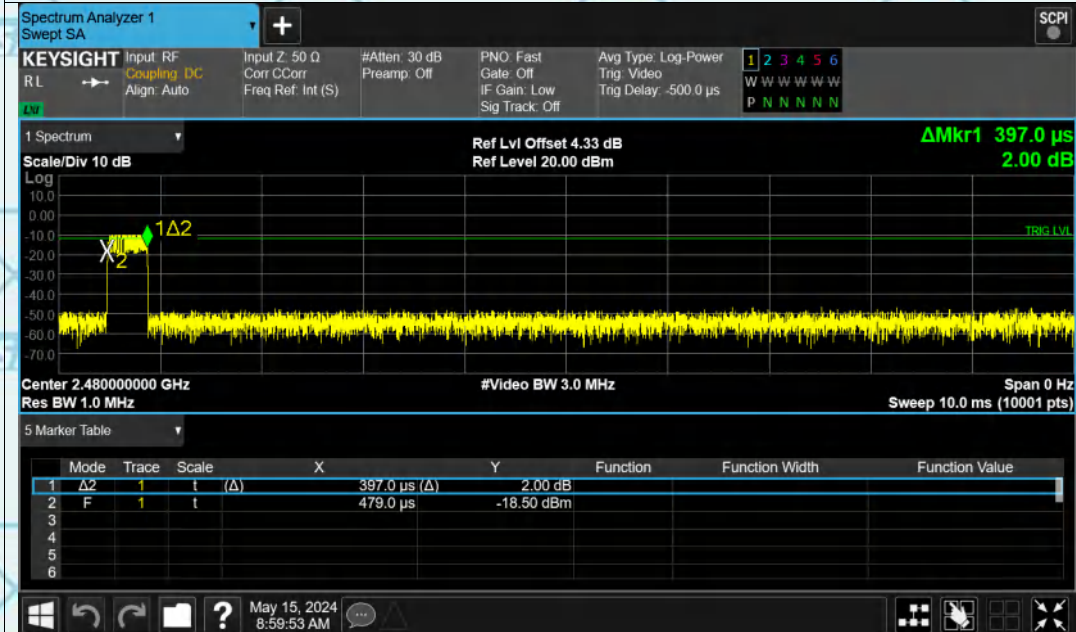 Spectrum Analyzer 1
Swept SA
+
SCPI
KEYSIGHT
RL
LXI
Input: RF
Coupling: DC
Align: Auto
Input Z: 50 Ω
Corr CCorr
Freq Ref: Int (S)
#Atten: 30 dB
Preamp: Off
PNO: Fast
Gate: Off
IF Gain: Low
Sig Track: Off
Avg Type: Log-Power
Trig: Video
Trig Delay: -500.0 µs
1 2 3 4 5 6
W W W W W W
P N N N N N
1 Spectrum
Scale/Div 10 dB
Ref Lvl Offset 4.33 dB
Ref Level 20.00 dBm
ΔMkr1 397.0 µs
2.00 dB
Log
10.0
0.00
-10.0
-20.0
-30.0
-40.0
-50.0
-60.0
-70.0
1Δ2
X2
TRIG LVL
Center 2.480000000 GHz
Res BW 1.0 MHz
#Video BW 3.0 MHz
Span 0 Hz
Sweep 10.0 ms (10001 pts)
5 Marker Table
Mode Trace Scale X Y Function Function Width Function Value
1 Δ2 1 t (Δ) 397.0 µs (Δ) 2.00 dB
2 F 1 t 479.0 µs -18.50 dBm
3
4
5
6
?
May 15, 2024
8:59:53 AM